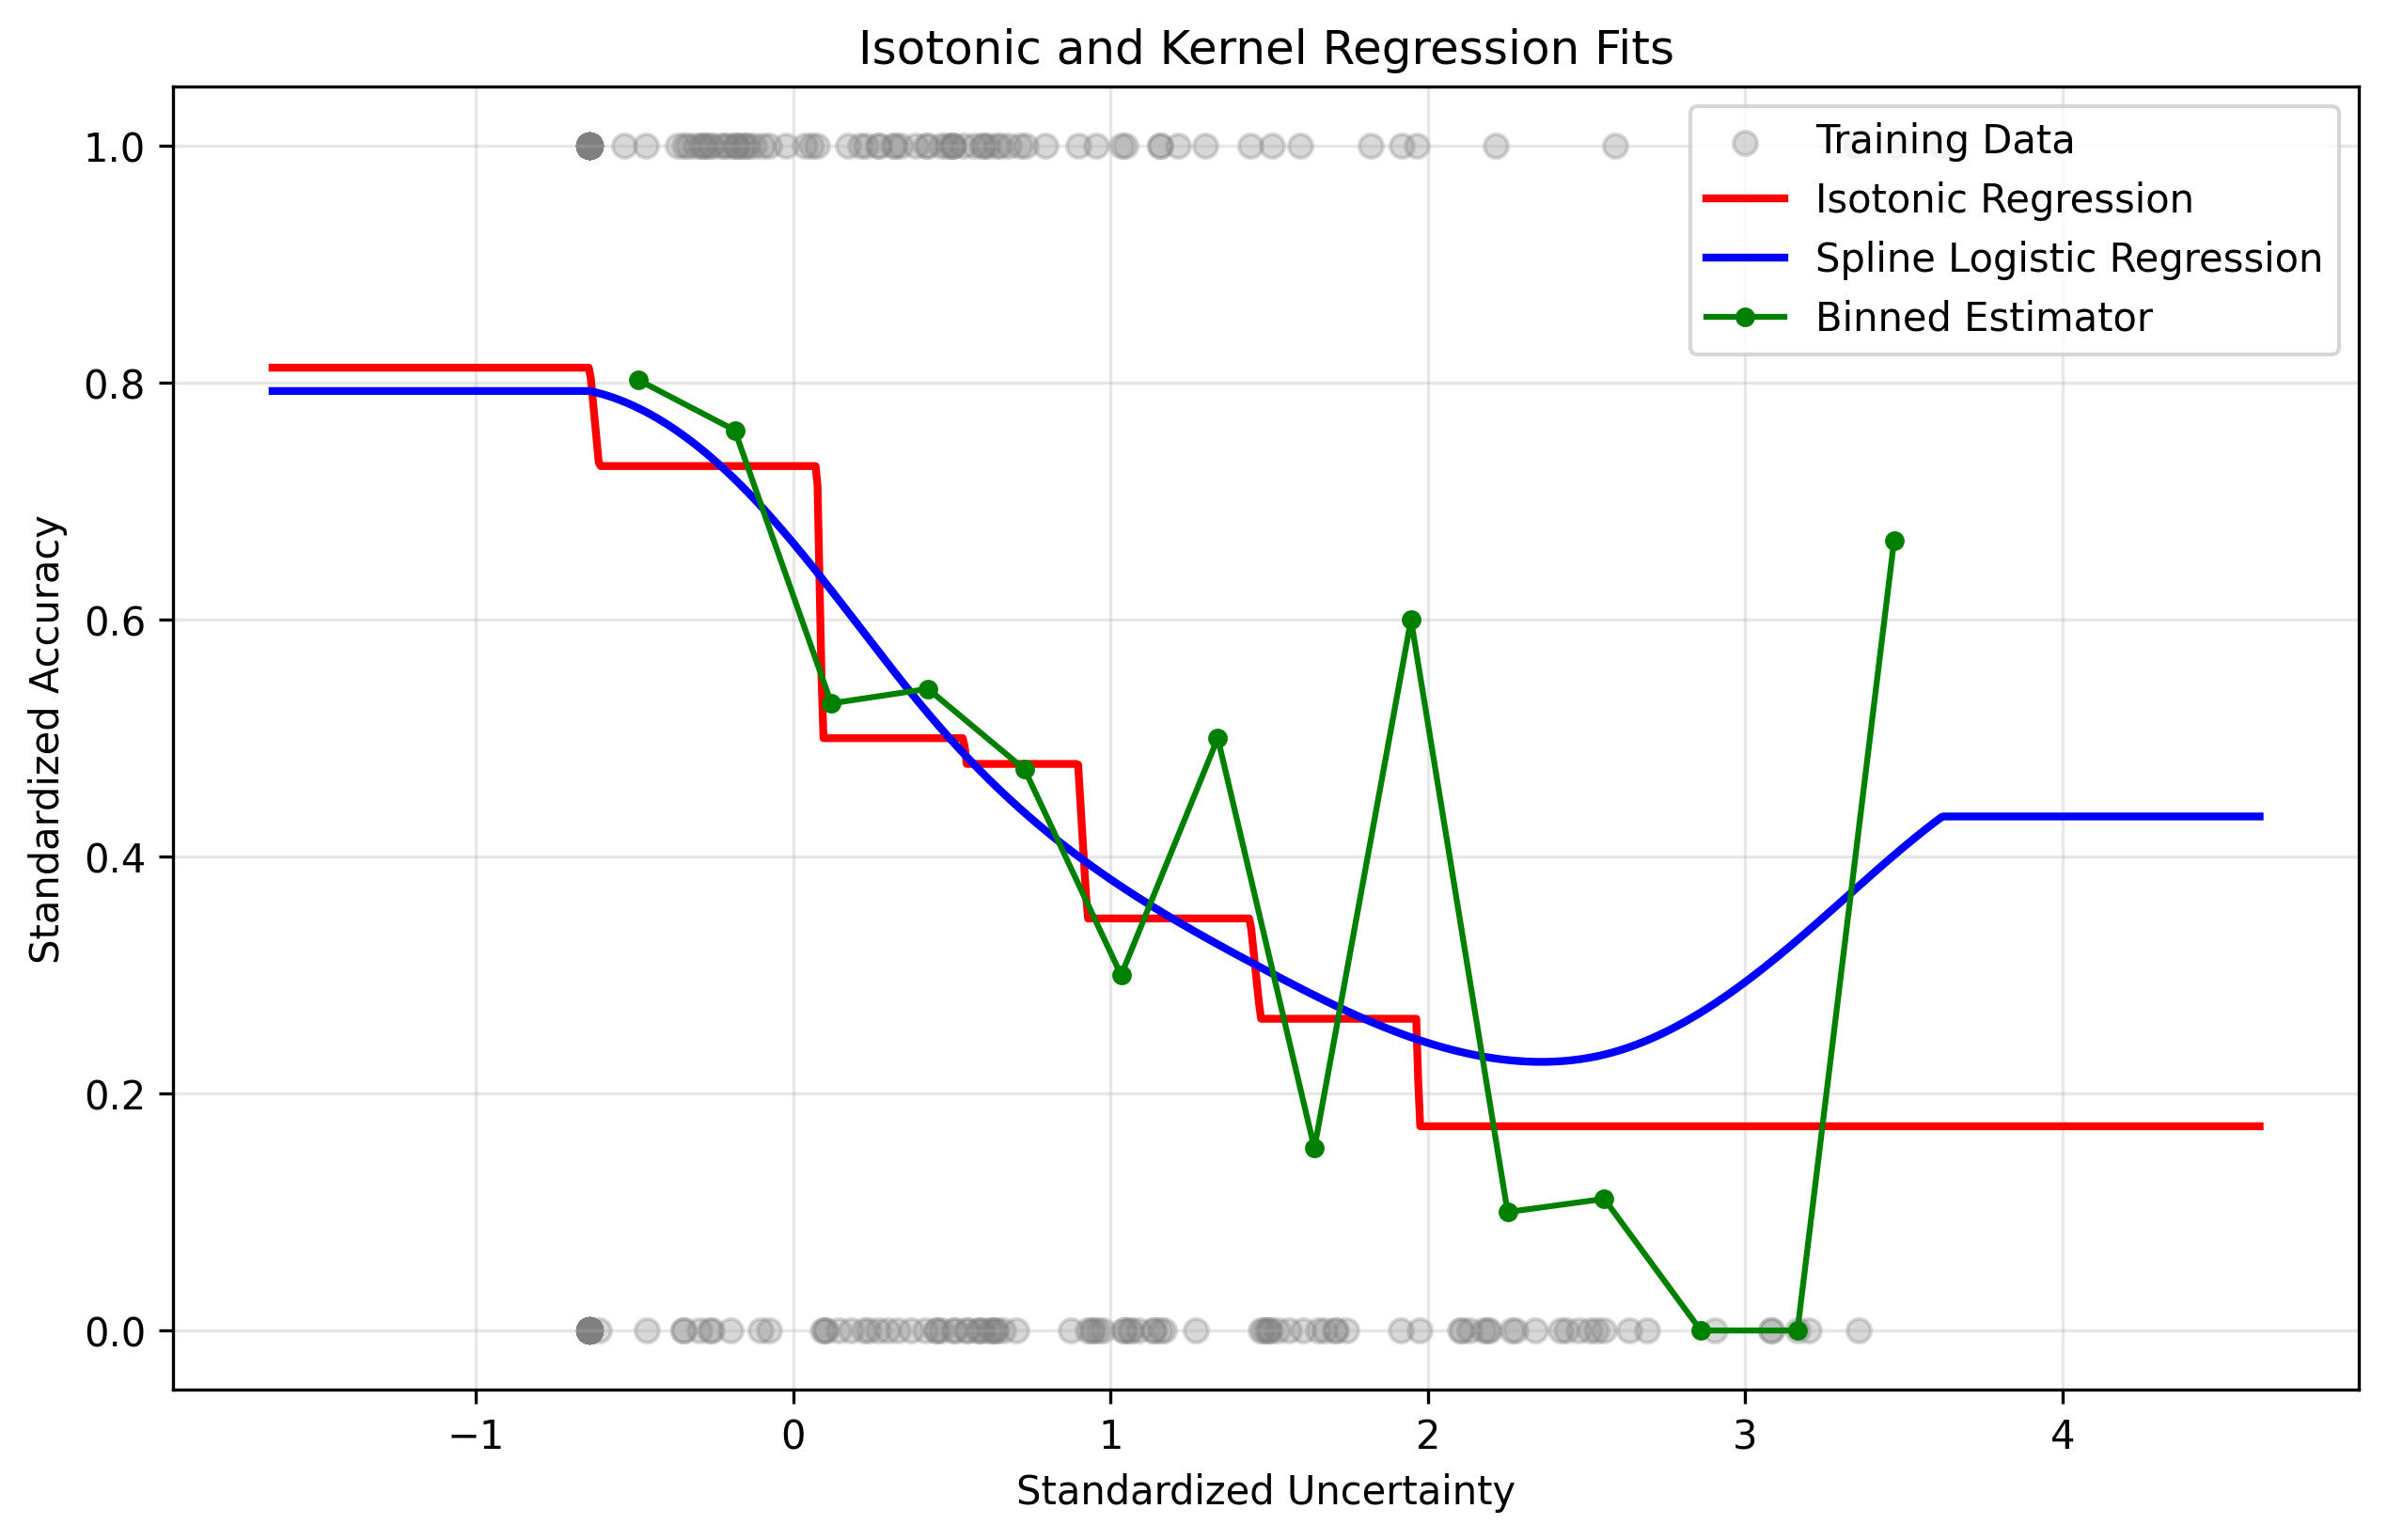 Isotonic and Kernel Regression Fits
Training Data
Isotonic Regression
Spline Logistic Regression
Binned Estimator
Standardized Accuracy
1.0
0.8
0.6
0.4
0.2
0.0
−1 0 1 2 3 4
Standardized Uncertainty